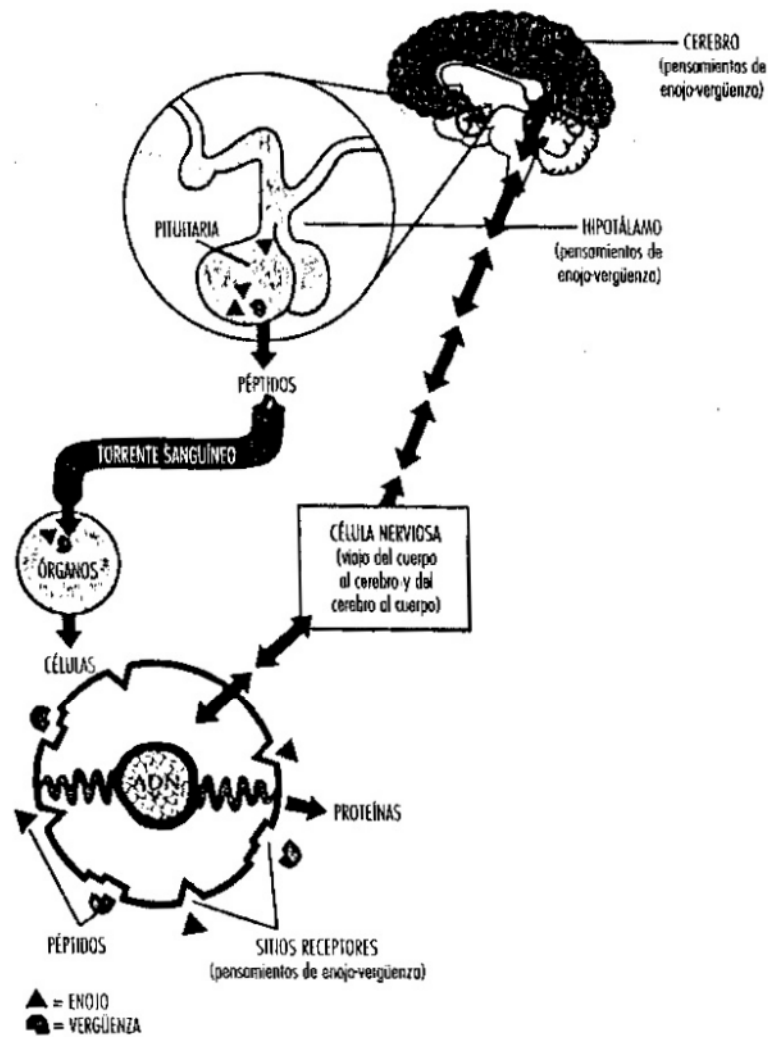 CEREBRO
(pensamientos de
enojo-vergüenza)
PITUITARIA
HIPOTÁLAMO
(pensamientos de
enojo-vergüenza)
PÉPTIDOS
TORRENTE SANGUÍNEO
CÉLULA NERVIOSA
(viaja del cuerpo
al cerebro y del
cerebro al cuerpo)
ÓRGANOS
CÉLULAS
ADN
PROTEÍNAS
PÉPTIDOS
SITIOS RECEPTORES
(pensamientos de enojo-vergüenza)
= ENOJO
= VERGÜENZA